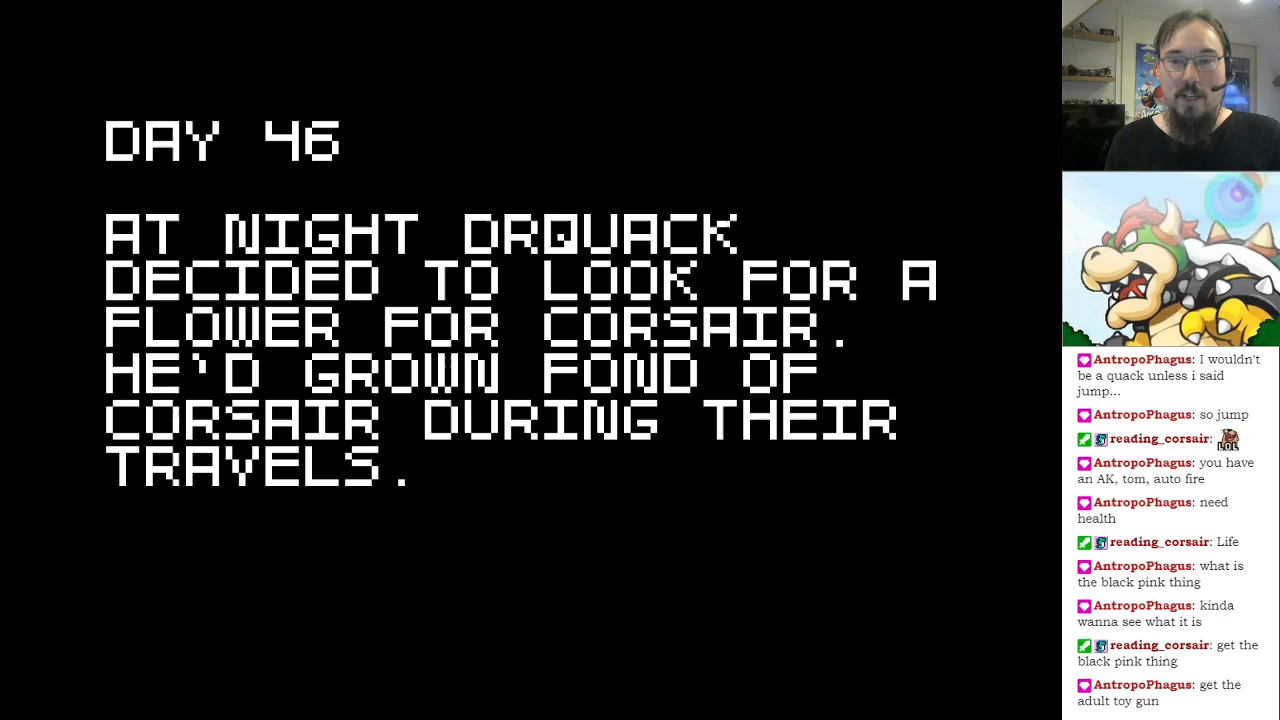 DAY 46
AT NIGHT DR0UACK
DECIDED TO LOOK FOR A
FLOWER FOR CORSAIR.
HE'D GROWN FOND OF
CORSAIR DURING THEIR
TRAVELS.
AntropoPhagus: I wouldn't
be a quack unless i said
jump...
AntropoPhagus: so jump
reading_corsair: LOL
AntropoPhagus: you have
an AK, tom, auto fire
AntropoPhagus: need
health
reading_corsair: Life
AntropoPhagus: what is
the black pink thing
AntropoPhagus: kinda
wanna see what it is
reading_corsair: get the
black pink thing
AntropoPhagus: get the
adult toy gun